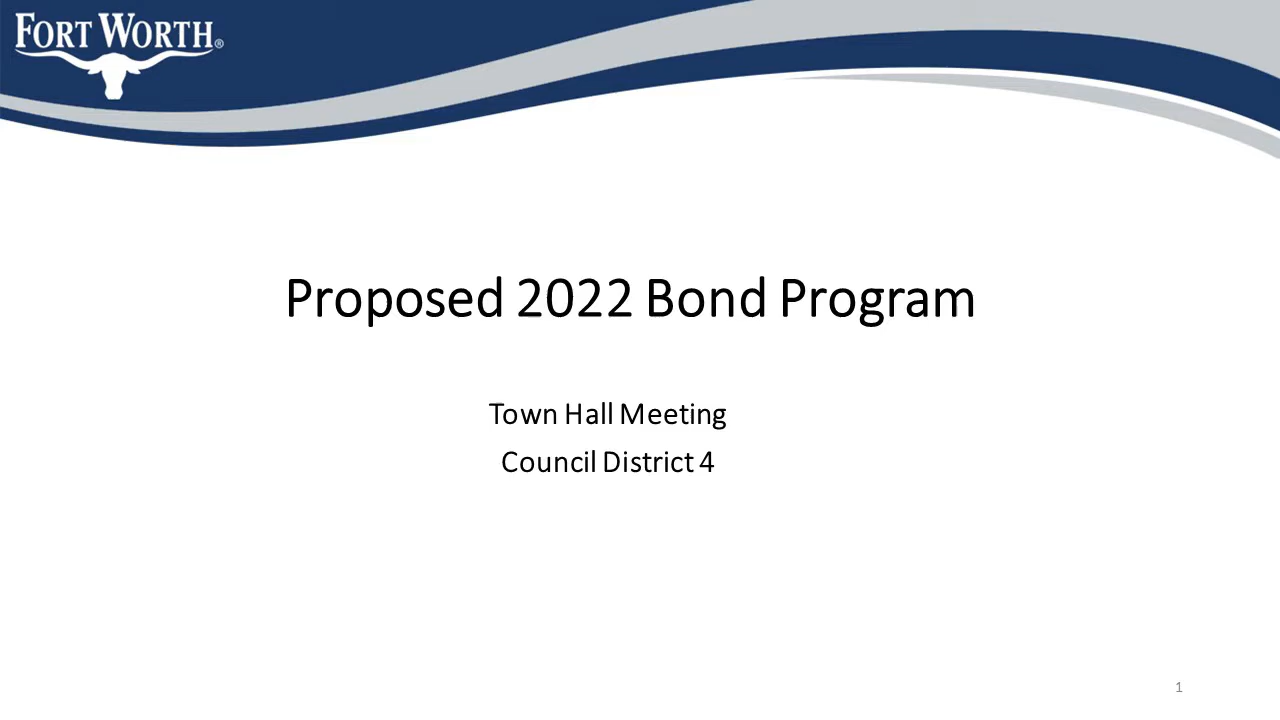 FORT WORTH®
Proposed 2022 Bond Program
Town Hall Meeting
Council District 4
1